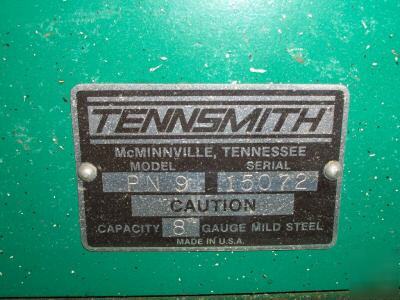 TENNSMITH
McMINNVILLE, TENNESSEE
MODEL SERIAL
PN 9 15072
CAUTION
CAPACITY 8 GAUGE MILD STEEL
MADE IN U.S.A.